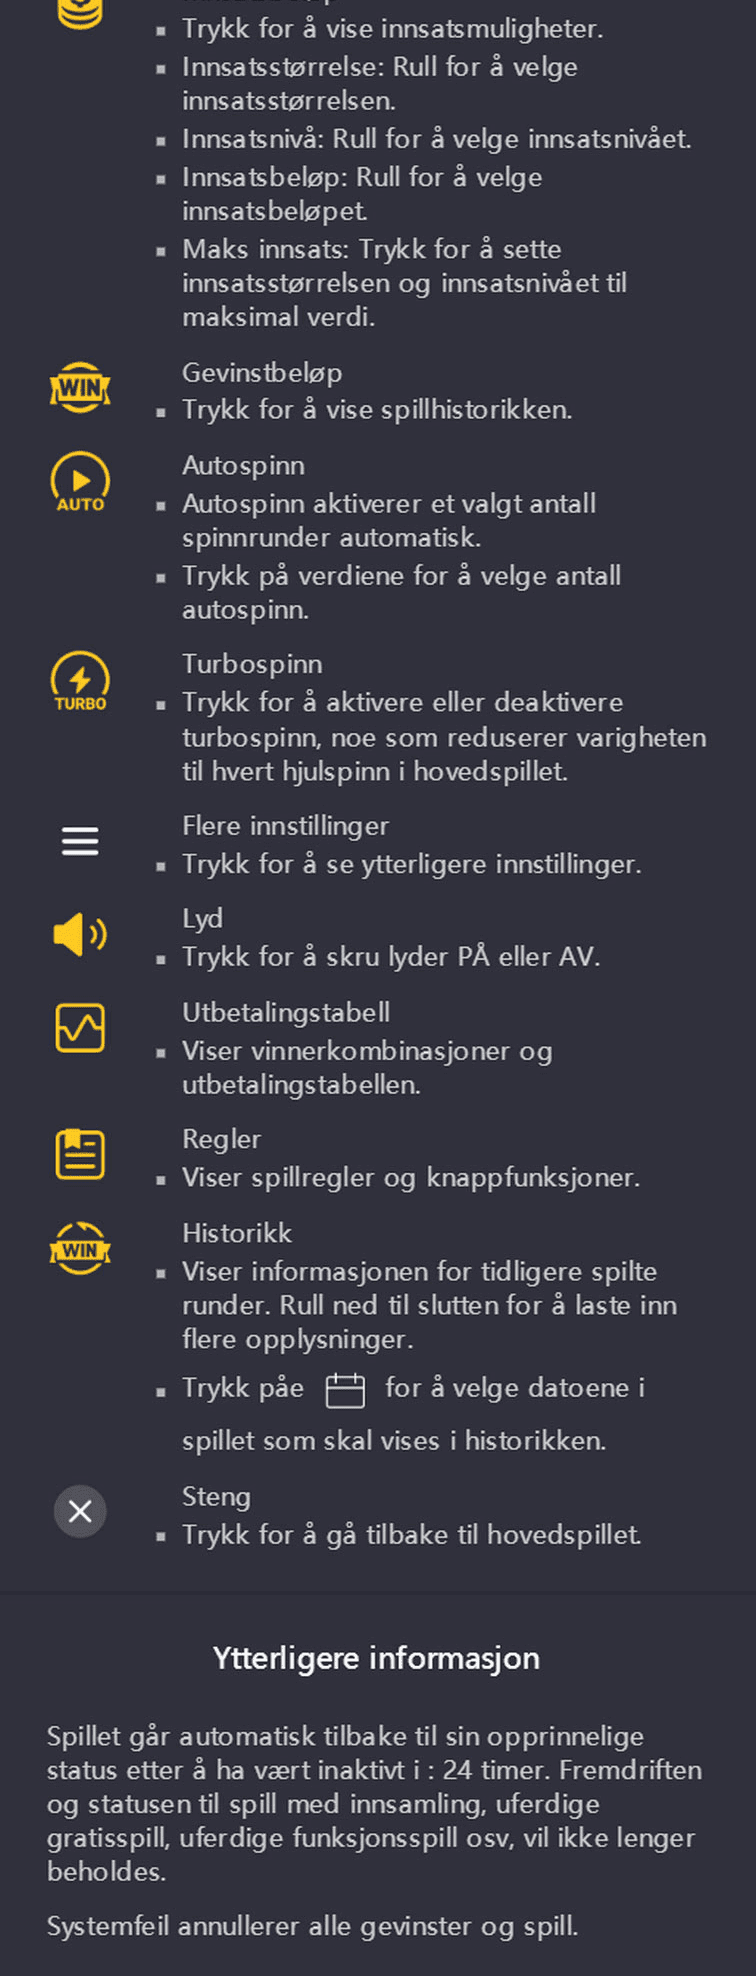 Trykk for å vise innsatsmuligheter.
Innsatsstørrelse: Rull for å velge
innsatsstørrelsen.
Innsatsnivå: Rull for å velge innsatsnivået.
Innsatsbeløp: Rull for å velge
innsatsbeløpet.
Maks innsats: Trykk for å sette
innsatsstørrelsen og innsatsnivået til
maksimal verdi.
WIN
Gevinstbeløp
Trykk for å vise spillhistorikken.
Autospinn
AUTO
Autospinn aktiverer et valgt antall
spinnrunder automatisk.
Trykk på verdiene for å velge antall
autospinn.
Turbospinn
TURBO
Trykk for å aktivere eller deaktivere
turbospinn, noe som reduserer varigheten
til hvert hjulspinn i hovedspillet.
Flere innstillinger
Trykk for å se ytterligere innstillinger.
Lyd
Trykk for å skru lyder PÅ eller AV.
Utbetalingstabell
Viser vinnerkombinasjoner og
utbetalingstabellen.
Regler
Viser spillregler og knappfunksjoner.
Historikk
WIN
Viser informasjonen for tidligere spilte
runder. Rull ned til slutten for å laste inn
flere opplysninger.
Trykk påe for å velge datoene i
spillet som skal vises i historikken.
Steng
Trykk for å gå tilbake til hovedspillet.
Ytterligere informasjon
Spillet går automatisk tilbake til sin opprinnelige
status etter å ha vært inaktivt i : 24 timer. Fremdriften
og statusen til spill med innsamling, uferdige
gratisspill, uferdige funksjonsspill osv, vil ikke lenger
beholdes.
Systemfeil annullerer alle gevinster og spill.